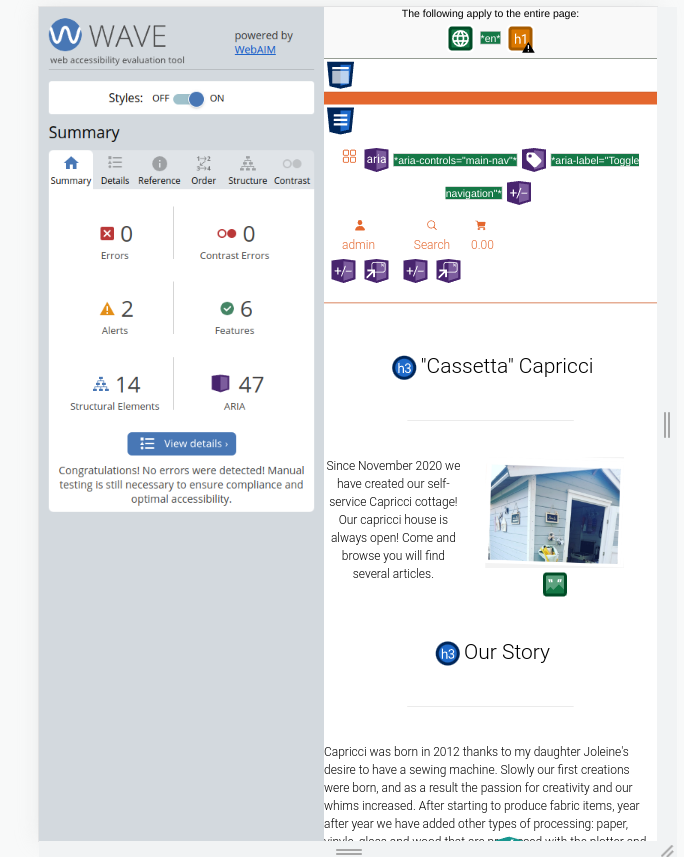 WAVE
powered by
WebAIM
web accessibility evaluation tool
Styles: OFF ON
Summary
Summary Details Reference Order Structure Contrast
0 0
Errors Contrast Errors
2 6
Alerts Features
14 47
Structural Elements ARIA
View details ›
Congratulations! No errors were detected! Manual
testing is still necessary to ensure compliance and
optimal accessibility.
The following apply to the entire page:
*en* h1
aria *aria-controls="main-nav"* *aria-label="Toggle
navigation"* +/-
admin Search 0.00
+/- +/-
h3 "Cassetta" Capricci
Since November 2020 we
have created our self-
service Capricci cottage!
Our capricci house is
always open! Come and
browse you will find
several articles.
h3 Our Story
Capricci was born in 2012 thanks to my daughter Joleine's
desire to have a sewing machine. Slowly our first creations
were born, and as a result the passion for creativity and our
whims increased. After starting to produce fabric items, year
after year we have added other types of processing: paper,